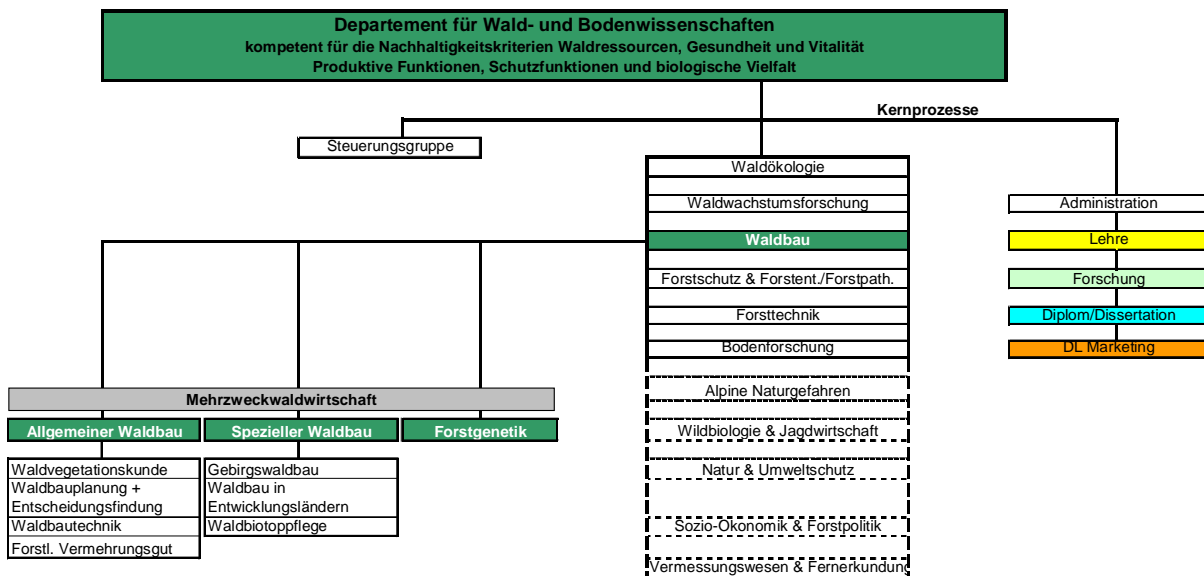 Departement für Wald- und Bodenwissenschaften
kompetent für die Nachhaltigkeitskriterien Waldressourcen, Gesundheit und Vitalität
Produktive Funktionen, Schutzfunktionen und biologische Vielfalt
Kernprozesse
Steuerungsgruppe
Waldökologie
Waldwachstumsforschung
Waldbau
Forstschutz & Forstent./Forstpath.
Forsttechnik
Bodenforschung
Alpine Naturgefahren
Wildbiologie & Jagdwirtschaft
Natur & Umweltschutz
Sozio-Ökonomik & Forstpolitik
Vermessungswesen & Fernerkundung
Administration
Lehre
Forschung
Diplom/Dissertation
DL Marketing
Mehrzweckwaldwirtschaft
Allgemeiner Waldbau
Waldvegetationskunde
Waldbauplanung +
Entscheidungsfindung
Waldbautechnik
Forstl. Vermehrungsgut
Spezieller Waldbau
Gebirgswaldbau
Waldbau in
Entwicklungsländern
Waldbiotoppflege
Forstgenetik